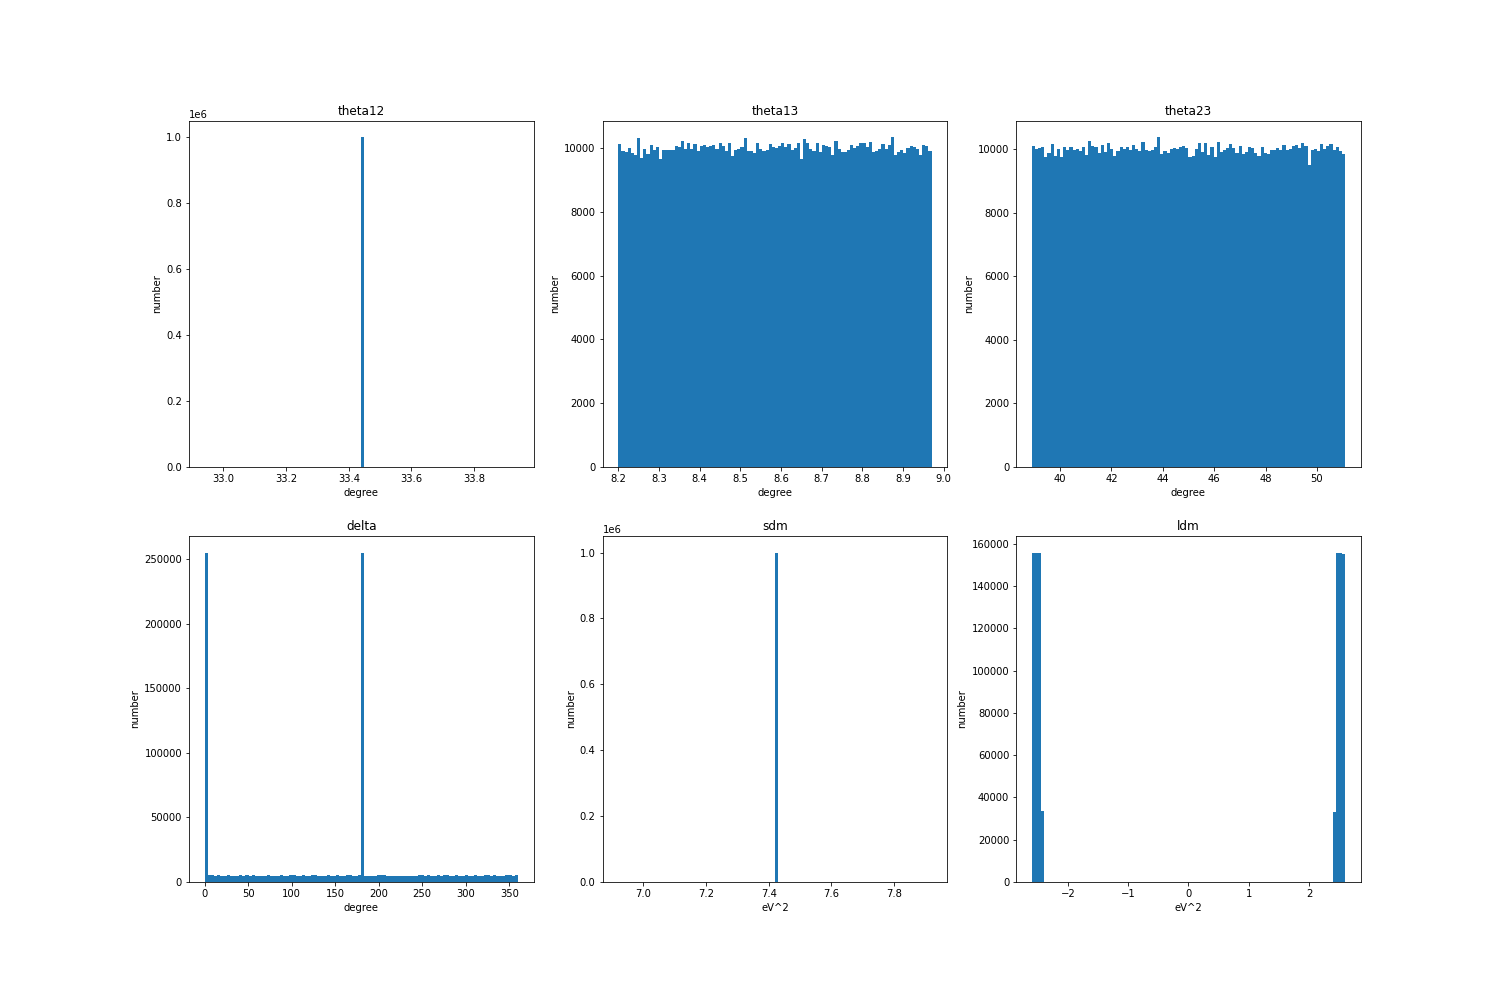 theta12
1e6
1.0
0.8
0.6
0.4
0.2
0.0
number
33.0 33.2 33.4 33.6 33.8
degree
theta13
10000
8000
6000
4000
2000
0
number
8.2 8.3 8.4 8.5 8.6 8.7 8.8 8.9 9.0
degree
theta23
10000
8000
6000
4000
2000
0
number
40 42 44 46 48 50
degree
delta
250000
200000
150000
100000
50000
0
number
0 50 100 150 200 250 300 350
degree
sdm
1e6
1.0
0.8
0.6
0.4
0.2
0.0
number
7.0 7.2 7.4 7.6 7.8
eV^2
ldm
160000
140000
120000
100000
80000
60000
40000
20000
0
number
−2 −1 0 1 2
eV^2